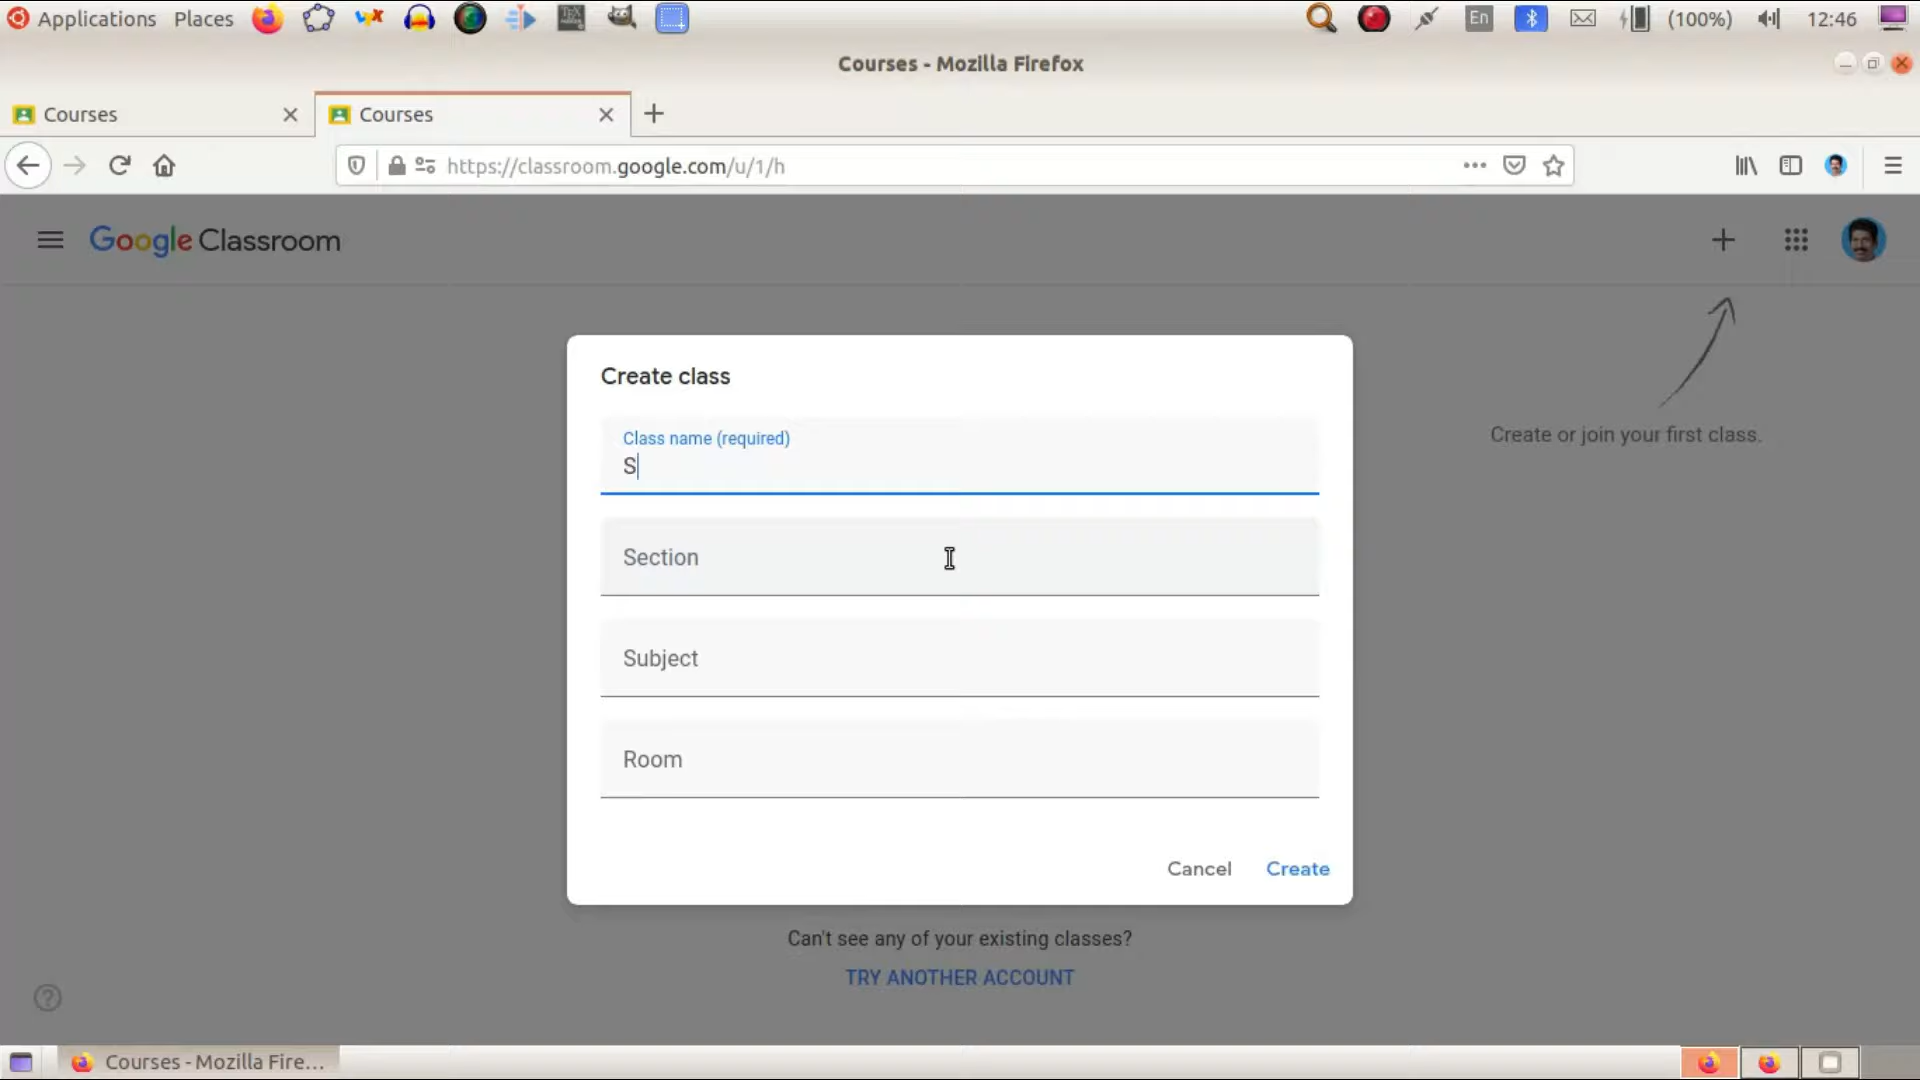 Applications Places En (100%) 12:46
Courses - Mozilla Firefox
Courses Courses
https://classroom.google.com/u/1/h
Google Classroom
Create class
Class name (required)
S
Create or join your first class.
Section
Subject
Room
Cancel Create
Can't see any of your existing classes?
TRY ANOTHER ACCOUNT
Courses - Mozilla Fire...